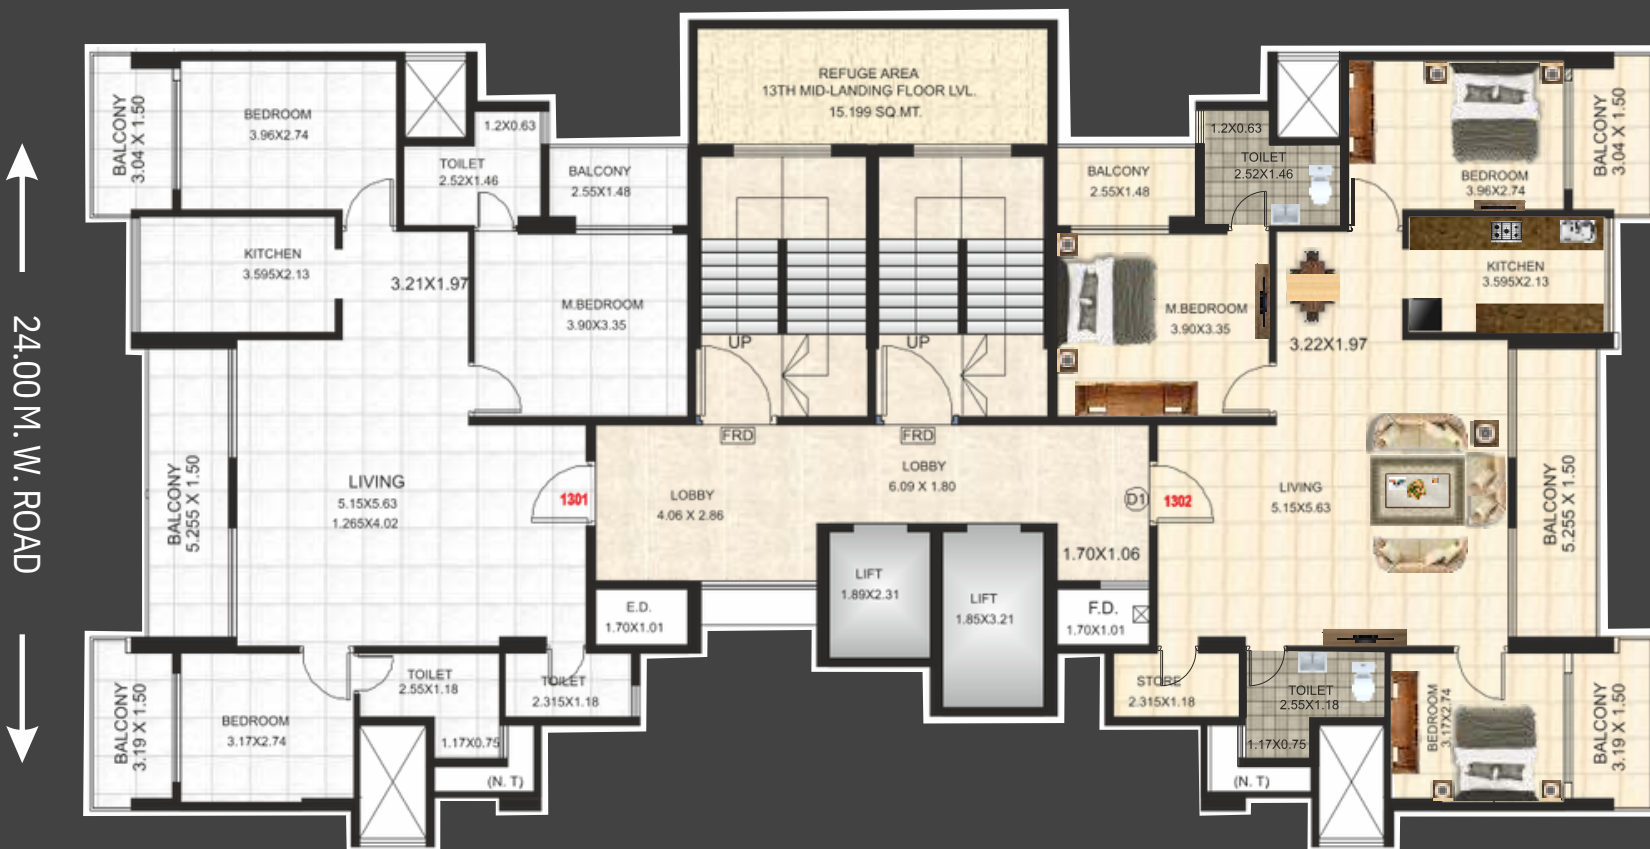 24.000 M. W. ROAD
BALCONY
3.04 X 1.50
BEDROOM
3.96X2.74
1.2X0.63
TOILET
2.52X1.46
BALCONY
2.55X1.48
KITCHEN
3.595X2.13
3.21X1.97
M.BEDROOM
3.90X3.35
BALCONY
5.255 X 1.50
LIVING
5.15X5.63
1.265X4.02
1301
BALCONY
3.19 X 1.50
BEDROOM
3.17X2.74
TOILET
2.55X1.18
1.17X0.75
TOILET
2.315X1.18
(N. T)
REFUGE AREA
13TH MID-LANDING FLOOR LVL.
15.199 SQ.MT.
UP
UP
FRD
FRD
LOBBY
4.06 X 2.86
LOBBY
6.09 X 1.80
D1
1.70X1.06
E.D.
1.70X1.01
LIFT
1.89X2.31
LIFT
1.85X3.21
F.D.
1.70X1.01
BALCONY
2.55X1.48
1.2X0.63
TOILET
2.52X1.46
BEDROOM
3.96X2.74
BALCONY
3.04 X 1.50
M.BEDROOM
3.90X3.35
KITCHEN
3.595X2.13
3.22X1.97
1302
LIVING
5.15X5.63
BALCONY
5.255 X 1.50
STORE
2.315X1.18
TOILET
2.55X1.18
1.17X0.75
(N. T)
BEDROOM
3.17X2.74
BALCONY
3.19 X 1.50